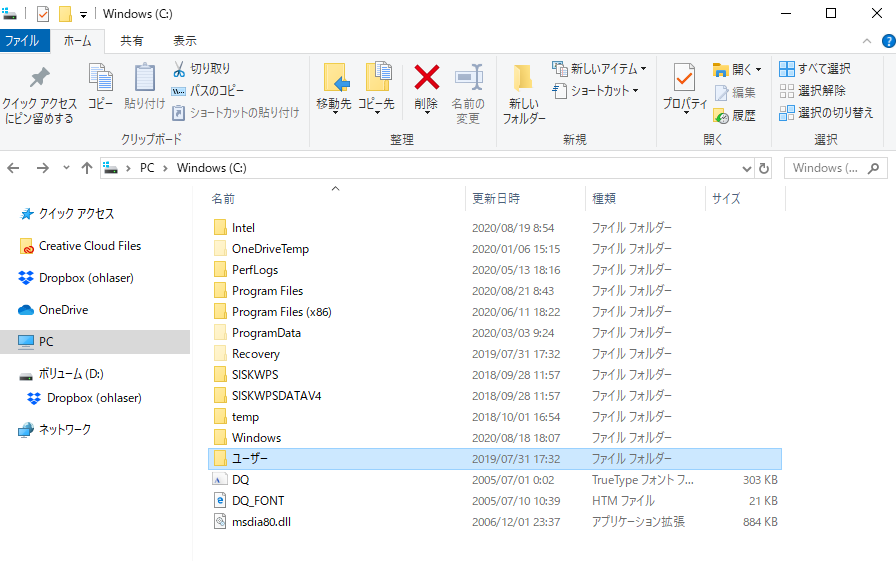 Windows (C:)
ファイル ホーム 共有 表示
クイック アクセス
にピン留めする
コピー
貼り付け
切り取り
パスのコピー
ショートカットの貼り付け
クリップボード
移動先
コピー先
削除
名前の
変更
整理
新しい
フォルダー
新しいアイテム
ショートカット
新規
プロパティ
開く
編集
履歴
開く
すべて選択
選択解除
選択の切り替え
選択
PC Windows (C:)
Windows (...
名前 更新日時 種類 サイズ
クイック アクセス
Creative Cloud Files
Dropbox (ohlaser)
OneDrive
PC
ボリューム (D:)
Dropbox (ohlaser)
ネットワーク
Intel 2020/08/19 8:54 ファイル フォルダー
OneDriveTemp 2020/01/06 15:15 ファイル フォルダー
PerfLogs 2020/05/13 18:16 ファイル フォルダー
Program Files 2020/08/21 8:43 ファイル フォルダー
Program Files (x86) 2020/06/11 18:22 ファイル フォルダー
ProgramData 2020/03/03 9:24 ファイル フォルダー
Recovery 2019/07/31 17:32 ファイル フォルダー
SISKWPS 2018/09/28 11:57 ファイル フォルダー
SISKWPSDATAV4 2018/09/28 11:57 ファイル フォルダー
temp 2018/10/01 16:54 ファイル フォルダー
Windows 2020/08/18 18:07 ファイル フォルダー
ユーザー 2019/07/31 17:32 ファイル フォルダー
DQ 2005/07/01 0:02 TrueType フォント フ... 303 KB
DQ_FONT 2005/07/10 10:39 HTM ファイル 21 KB
msdia80.dll 2006/12/01 23:37 アプリケーション拡張 884 KB